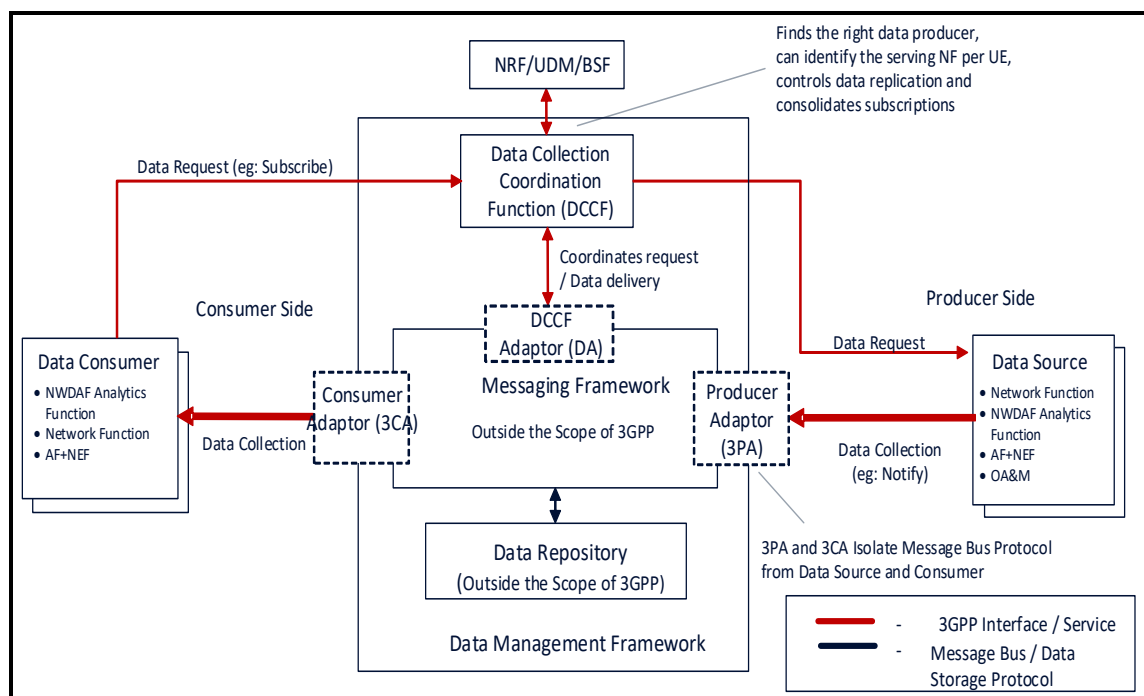 Finds the right data producer,
can identify the serving NF per UE,
controls data replication and
consolidates subscriptions
NRF/UDM/BSF
Data Request (eg: Subscribe)
Data Collection
Coordination
Function (DCCF)
Coordinates request
/ Data delivery
Consumer Side
Producer Side
DCCF
Adaptor (DA)
Data Request
Data Consumer
• NWDAF Analytics
Function
• Network Function
• AF+NEF
Data Collection
Consumer
Adaptor (3CA)
Messaging Framework
Outside the Scope of 3GPP
Producer
Adaptor
(3PA)
Data Collection
(eg: Notify)
Data Source
• Network Function
• NWDAF Analytics
Function
• AF+NEF
• OA&M
Data Repository
(Outside the Scope of 3GPP)
3PA and 3CA Isolate Message Bus Protocol
from Data Source and Consumer
Data Management Framework
- 3GPP Interface / Service
- Message Bus / Data
Storage Protocol